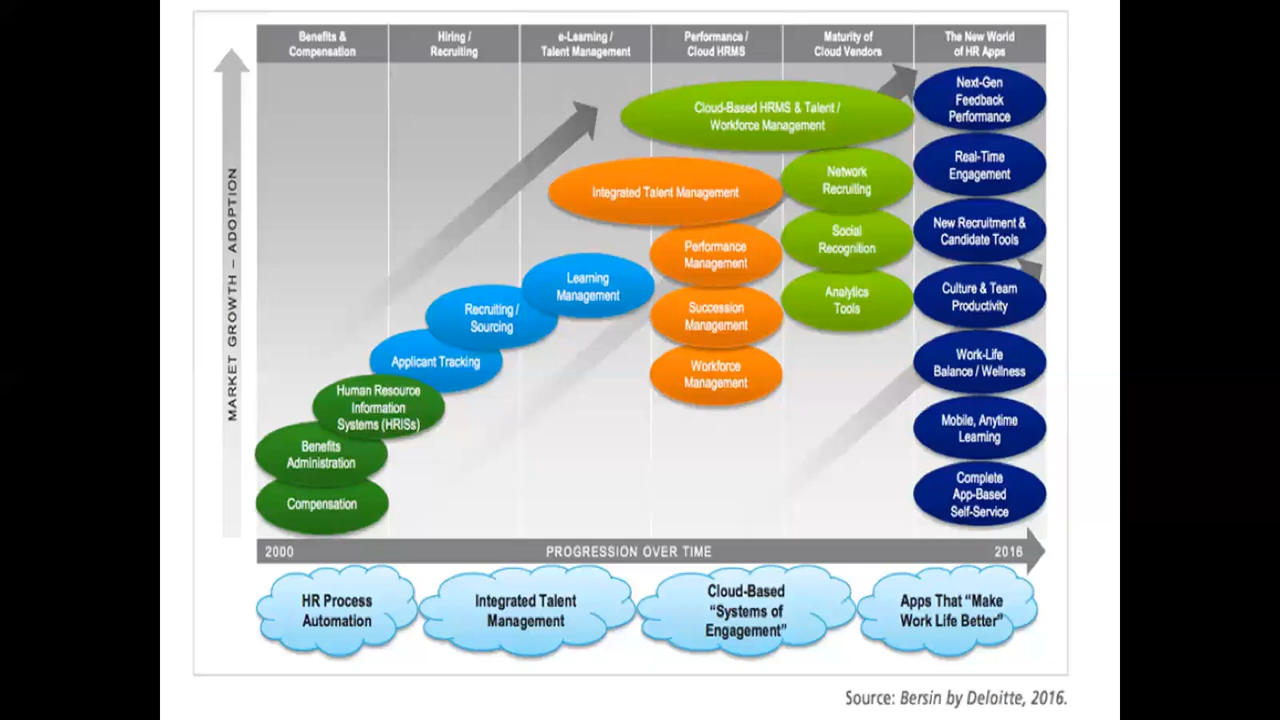 Benefits &
Compensation
Hiring /
Recruiting
e-Learning /
Talent Management
Performance /
Cloud HRMS
Maturity of
Cloud Vendors
The New World
of HR Apps
MARKET GROWTH – ADOPTION
Cloud-Based HRMS & Talent /
Workforce Management
Next-Gen
Feedback
Performance
Integrated Talent Management
Network
Recruiting
Real-Time
Engagement
Performance
Management
Social
Recognition
New Recruitment &
Candidate Tools
Learning
Management
Recruiting /
Sourcing
Succession
Management
Analytics
Tools
Culture & Team
Productivity
Applicant Tracking
Workforce
Management
Work-Life
Balance / Wellness
Human Resource
Information
Systems (HRISs)
Mobile, Anytime
Learning
Benefits
Administration
Compensation
Complete
App-Based
Self-Service
2000
PROGRESSION OVER TIME
2016
HR Process
Automation
Integrated Talent
Management
Cloud-Based
“Systems of
Engagement”
Apps That “Make
Work Life Better”
Source: Bersin by Deloitte, 2016.